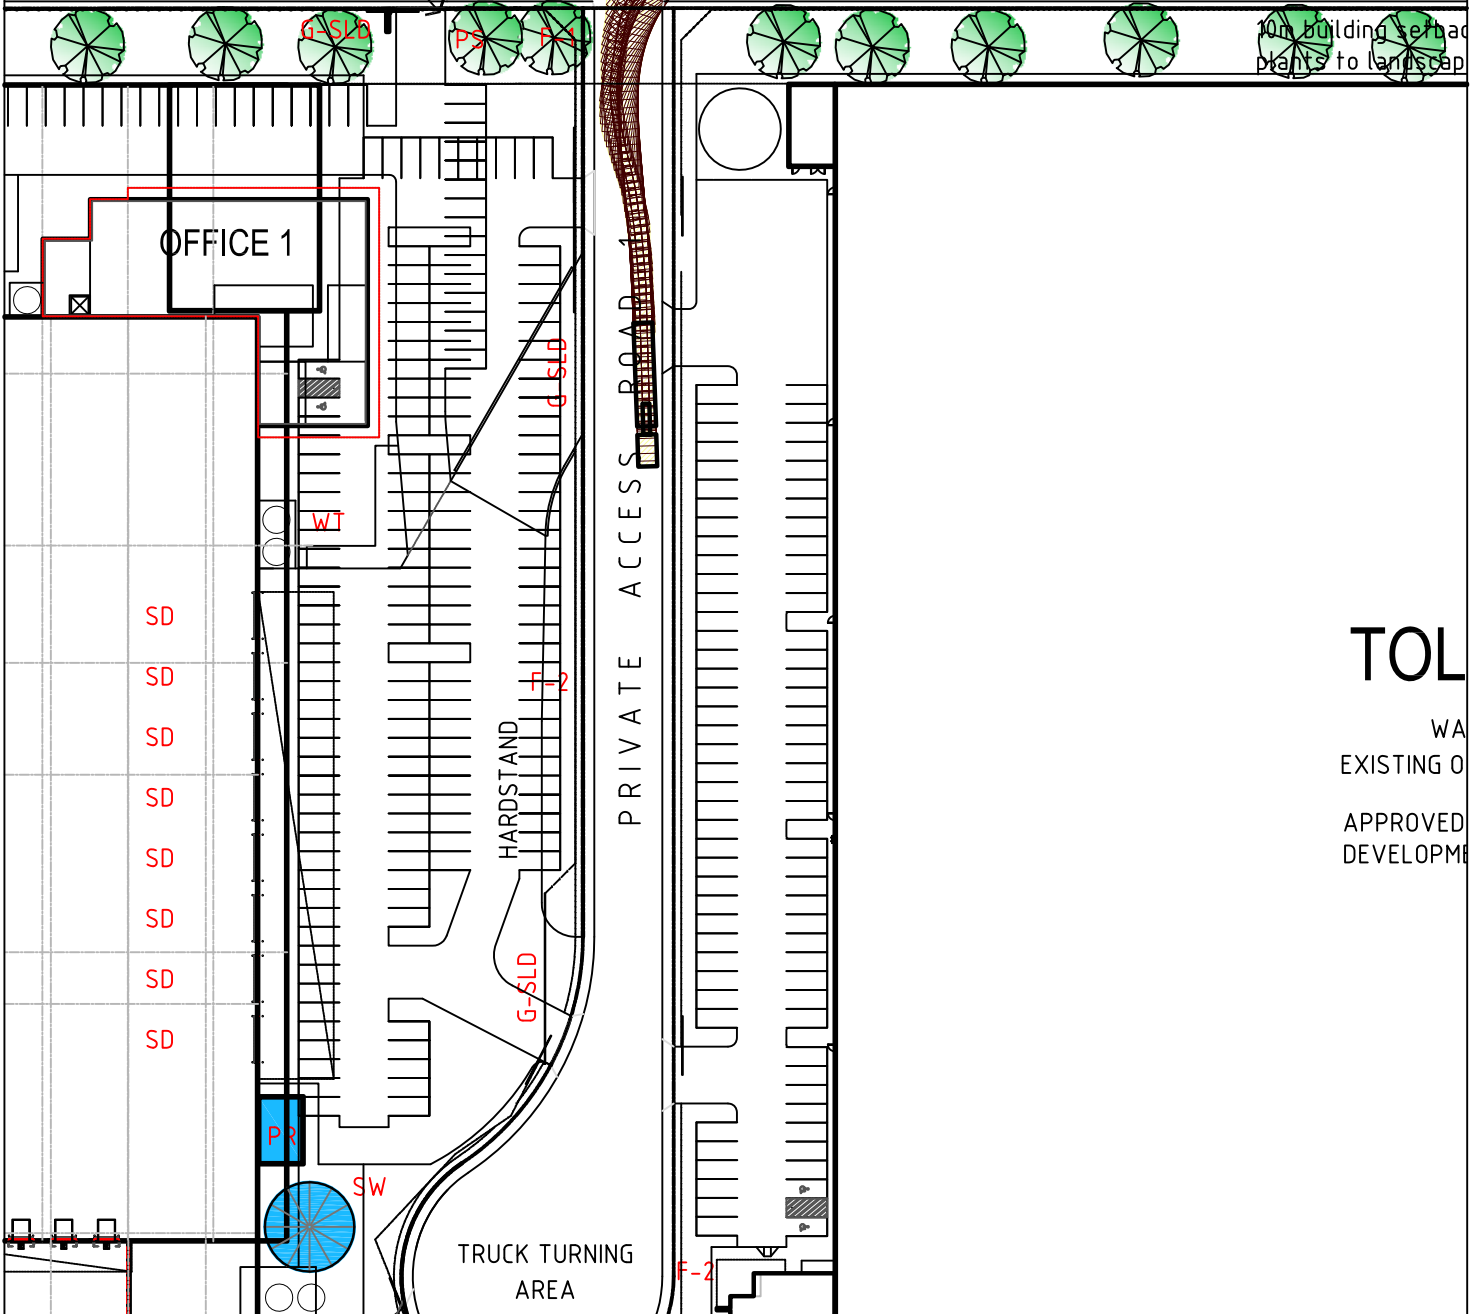 G-SLD
PS
F-1
10m building setbac
plants to landscap
OFFICE 1
G-SLD
WT
SD
SD
SD
SD
SD
SD
SD
SD
F-2
HARDSTAND
PRIVATE ACCESS ROAD 1
G-SLD
TOL
WA
EXISTING O
APPROVED
DEVELOPME
PR
SW
TRUCK TURNING
AREA
F-2